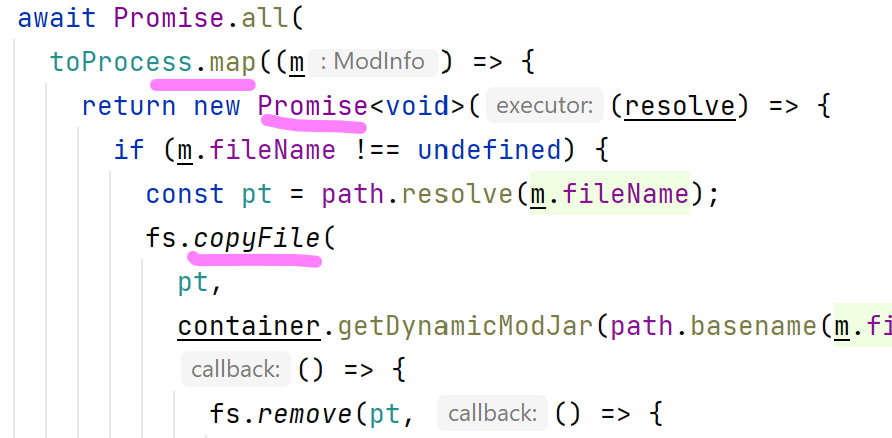 await Promise.all(
toProcess.map((m : ModInfo ) => {
return new Promise<void>( executor: (resolve) => {
if (m.fileName !== undefined) {
const pt = path.resolve(m.fileName);
fs.copyFile(
pt,
container.getDynamicModJar(path.basename(m.fi
callback: () => {
fs.remove(pt, callback: () => {